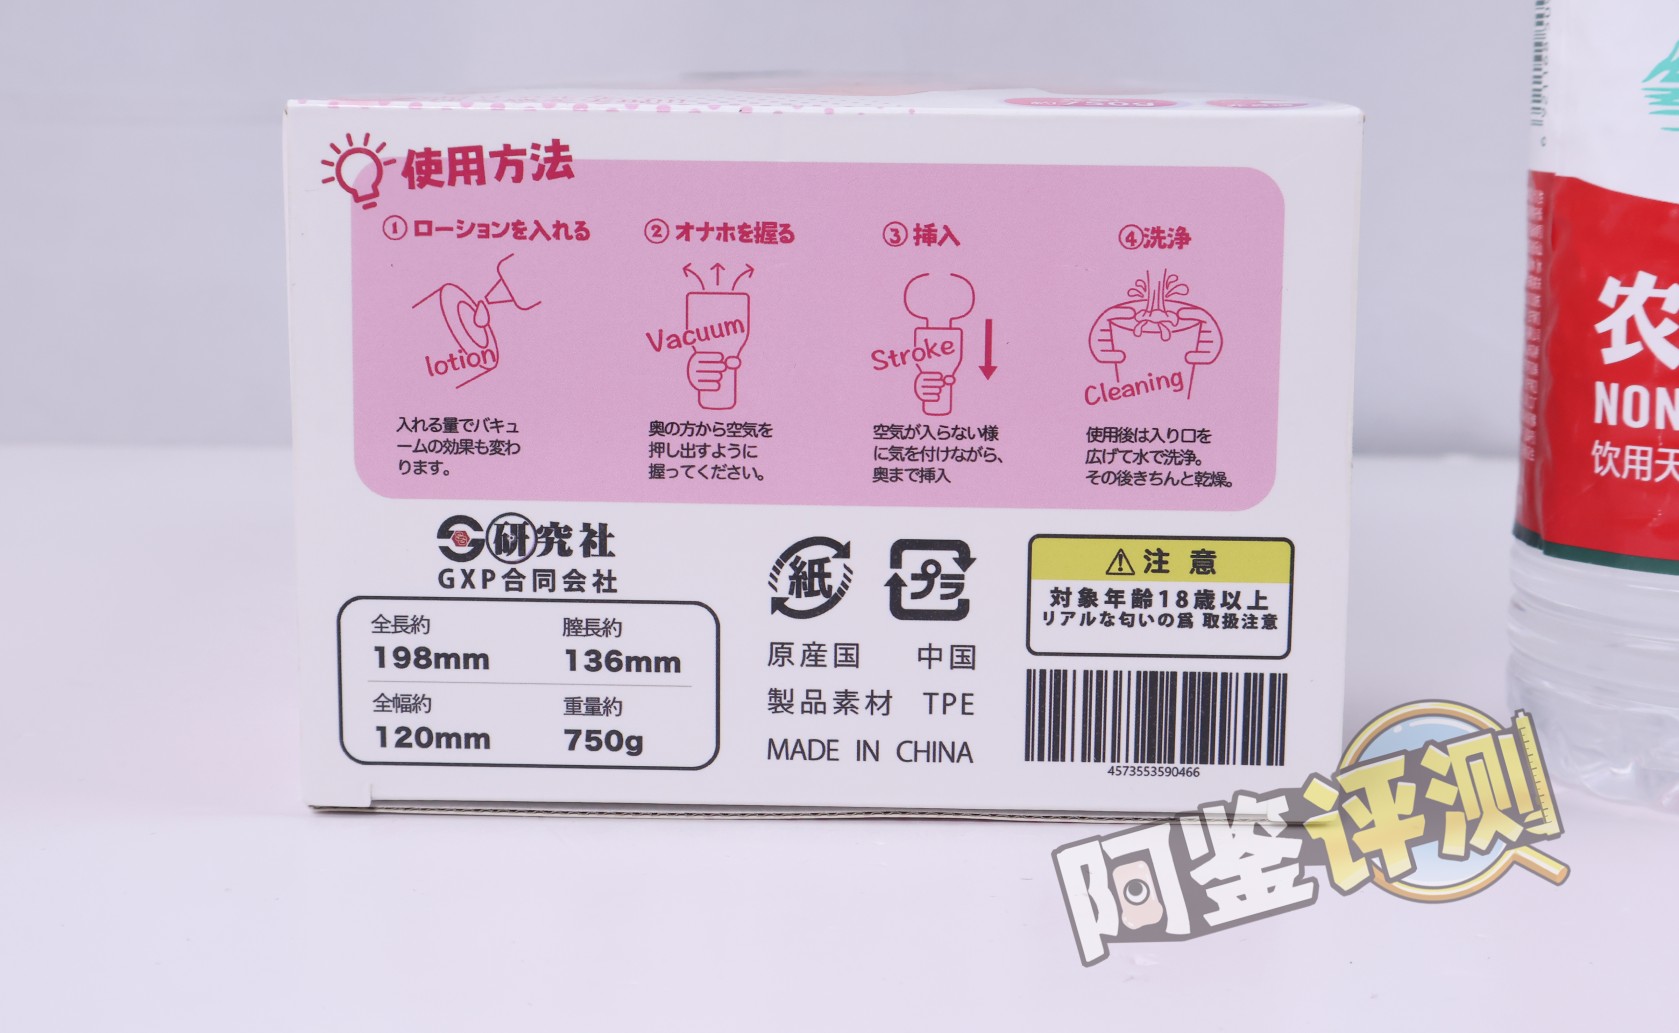 使用方法
① ローションを入れる
② オナホを握る
③ 挿入
④洗浄
lotion
Vacuum
Stroke
Cleaning
入れる量でバキュ
ームの効果も変わ
ります。
奥の方から空気を
押し出すように
握ってください。
空気が入らない様
に気を付けながら、
奥まで挿入
使用後は入り口を
広げて水で洗浄。
その後きちんと乾燥。
G研究社
GXP合同会社
全長約
198mm
膣長約
136mm
全幅約
120mm
重量約
750g
紙
プラ
原産国 中国
製品素材 TPE
MADE IN CHINA
⚠注意
対象年齢18歳以上
リアルな匂いの爲 取扱注意
4573553590466
农
NON
饮用天
阿鉴评测